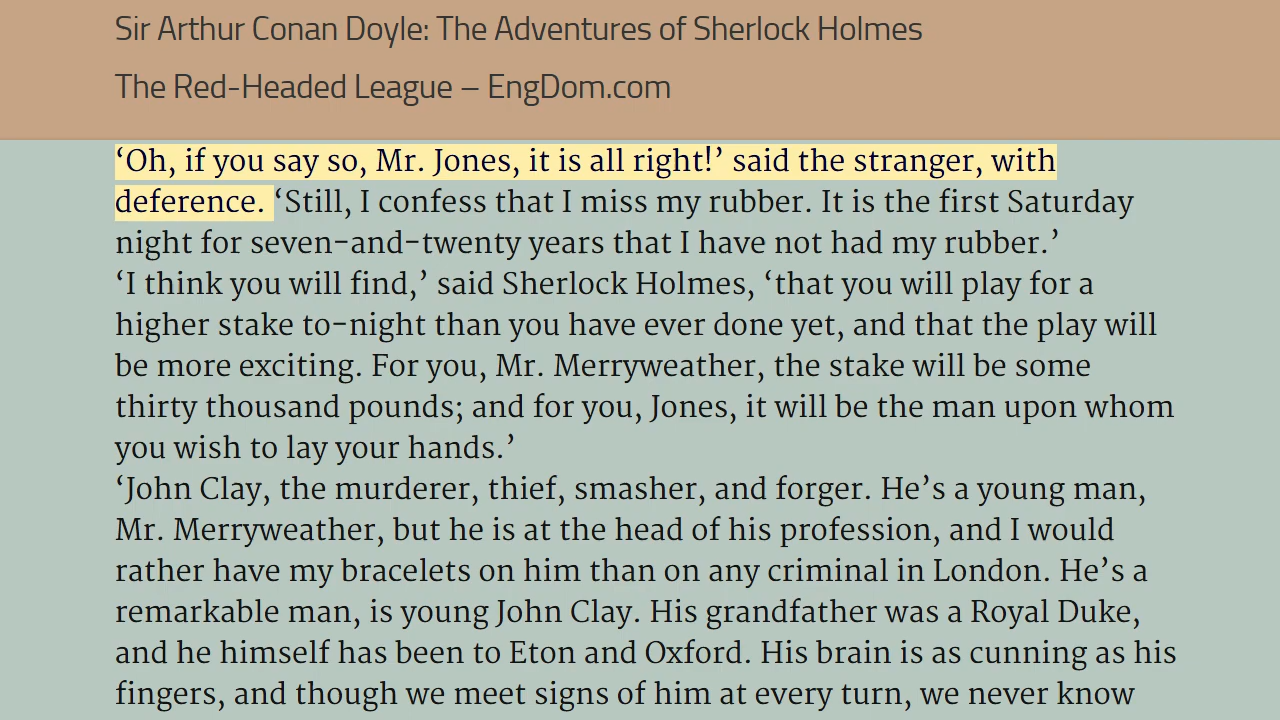 Sir Arthur Conan Doyle: The Adventures of Sherlock Holmes
The Red-Headed League – EngDom.com
‘Oh, if you say so, Mr. Jones, it is all right!’ said the stranger, with
deference. ‘Still, I confess that I miss my rubber. It is the first Saturday
night for seven-and-twenty years that I have not had my rubber.’
‘I think you will find,’ said Sherlock Holmes, ‘that you will play for a
higher stake to-night than you have ever done yet, and that the play will
be more exciting. For you, Mr. Merryweather, the stake will be some
thirty thousand pounds; and for you, Jones, it will be the man upon whom
you wish to lay your hands.’
‘John Clay, the murderer, thief, smasher, and forger. He’s a young man,
Mr. Merryweather, but he is at the head of his profession, and I would
rather have my bracelets on him than on any criminal in London. He’s a
remarkable man, is young John Clay. His grandfather was a Royal Duke,
and he himself has been to Eton and Oxford. His brain is as cunning as his
fingers, and though we meet signs of him at every turn, we never know